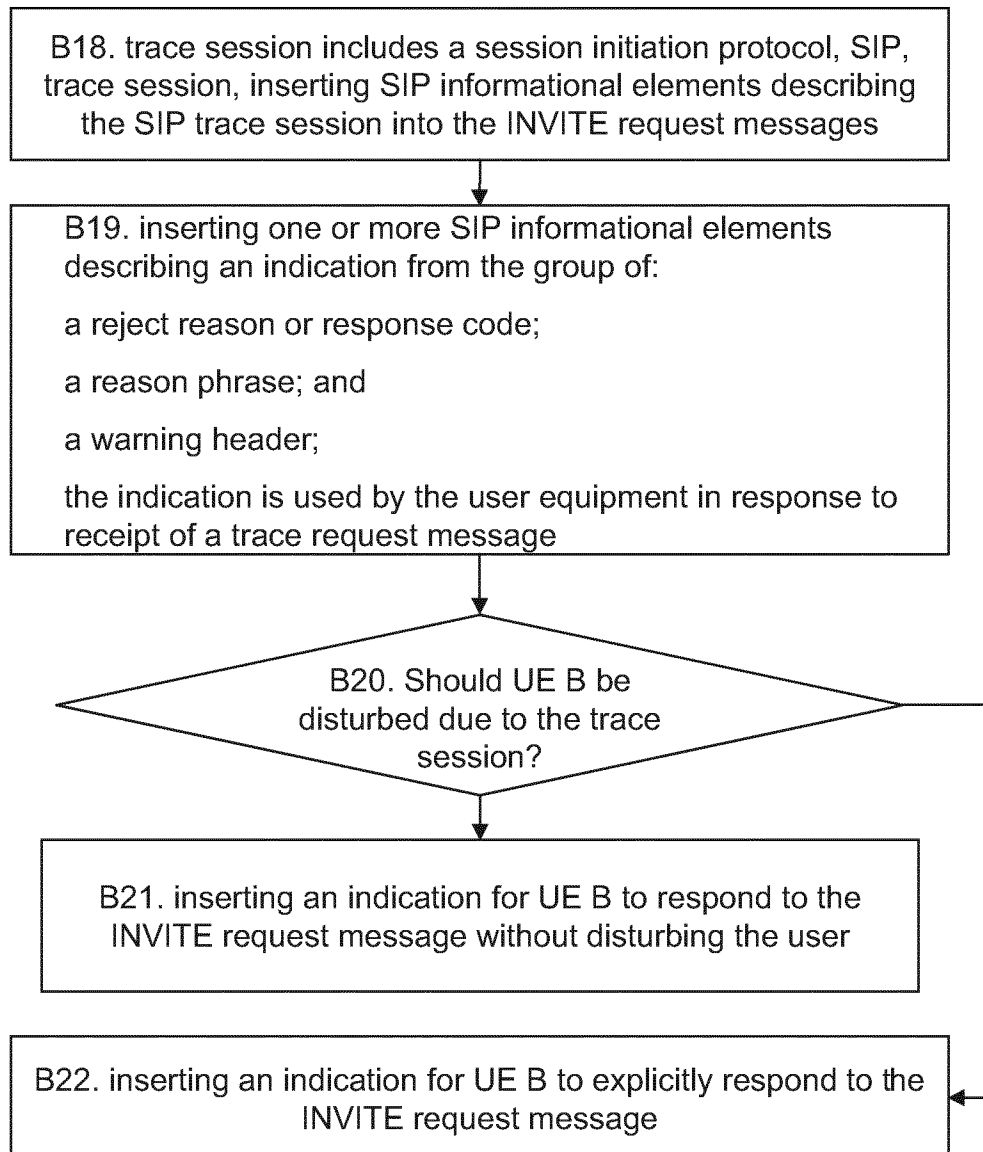 B18. trace session includes a session initiation protocol, SIP,
trace session, inserting SIP informational elements describing
the SIP trace session into the INVITE request messages
B19. inserting one or more SIP informational elements
describing an indication from the group of:
a reject reason or response code;
a reason phrase; and
a warning header;
the indication is used by the user equipment in response to
receipt of a trace request message
B20. Should UE B be
disturbed due to the trace
session?
B21. inserting an indication for UE B to respond to the
INVITE request message without disturbing the user
B22. inserting an indication for UE B to explicitly respond to the
INVITE request message